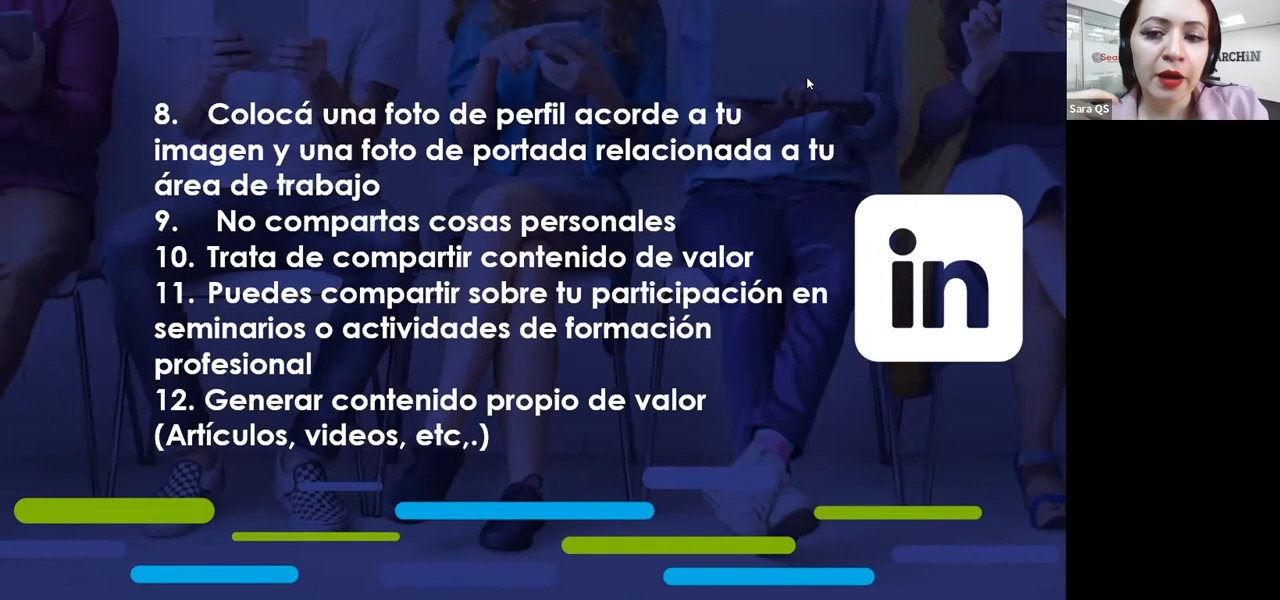 8. Colocá una foto de perfil acorde a tu
imagen y una foto de portada relacionada a tu
área de trabajo
9. No compartas cosas personales
10. Trata de compartir contenido de valor
11. Puedes compartir sobre tu participación en
seminarios o actividades de formación
profesional
12. Generar contenido propio de valor
(Artículos, videos, etc,.)
in
Sara QS